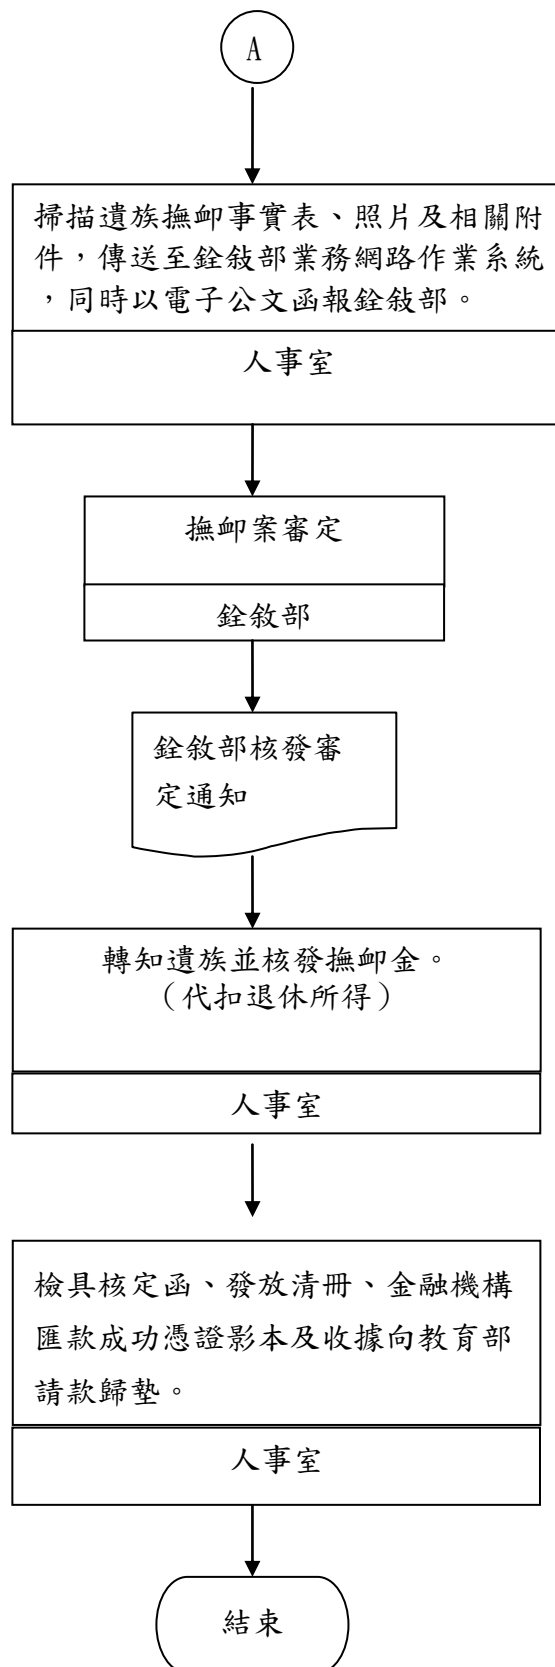 A
掃描遺族撫卹事實表、照片及相關附
件，傳送至銓敍部業務網路作業系統
，同時以電子公文函報銓敍部。
人事室
撫卹案審定
銓敍部
銓敍部核發審
定通知
轉知遺族並核發撫卹金。
（代扣退休所得）
人事室
檢具核定函、發放清冊、金融機構
匯款成功憑證影本及收據向教育部
請款歸墊。
人事室
結束